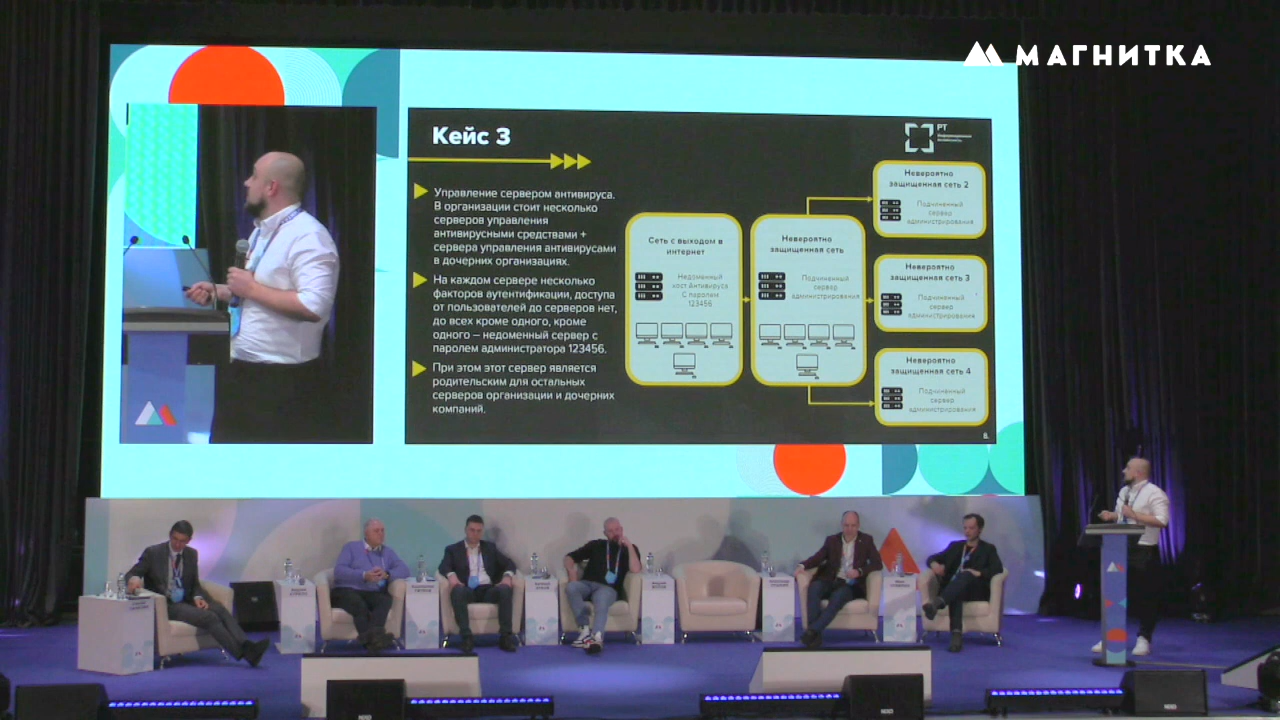 МАГНИТКА
Кейс 3
РТ
Управление сервером антивируса.
В организации стоит несколько
серверов управления
антивирусными средствами +
сервера управления антивирусами
в дочерних организациях.
На каждом сервере несколько
факторов аутентификации, доступа
от пользователей до серверов нет,
до всех кроме одного, кроме
одного – недоменный сервер с
паролем администратора 123456.
При этом этот сервер является
родительским для остальных
серверов организации и дочерних
компаний.
Сеть с выходом в
интернет
Недоменный
хост Антивируса
С паролем
123456
Невероятно
защищенная сеть
Подчиненный
сервер
администрирования
Невероятно
защищенная сеть 2
Подчиненный
сервер
администрирования
Невероятно
защищенная сеть 3
Подчиненный
сервер
администрирования
Невероятно
защищенная сеть 4
Подчиненный
сервер
администрирования
8.